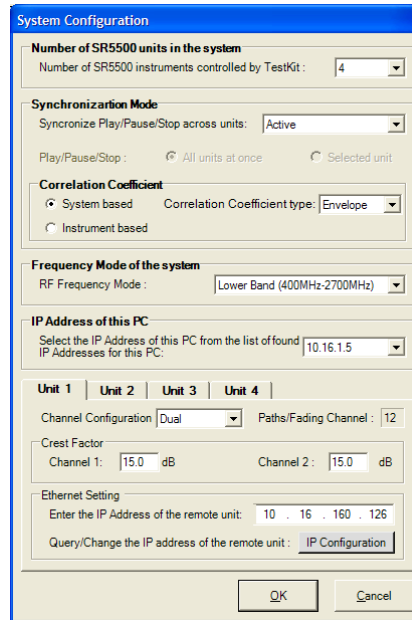 System Configuration
Number of SR5500 units in the system
Number of SR5500 instruments controlled by TestKit : 4
Synchronizartion Mode
Syncronize Play/Pause/Stop across units: Active
Play/Pause/Stop : All units at once Selected unit
Correlation Coefficient
System based Correlation Coefficient type: Envelope
Instrument based
Frequency Mode of the system
RF Frequency Mode : Lower Band (400MHz-2700MHz)
IP Address of this PC
Select the IP Address of this PC from the list of found
IP Addresses for this PC: 10.16.1.5
Unit 1 Unit 2 Unit 3 Unit 4
Channel Configuration Dual Paths/Fading Channel : 12
Crest Factor
Channel 1: 15.0 dB Channel 2 : 15.0 dB
Ethernet Setting
Enter the IP Address of the remote unit: 10 . 16 . 160 . 126
Query/Change the IP address of the remote unit : IP Configuration
OK Cancel